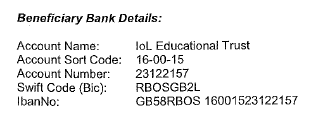 Beneficiary Bank Details:
Account Name: IoL Educational Trust
Account Sort Code: 16-00-15
Account Number: 23122157
Swift Code (Bic): RBOSGB2L
IbanNo: GB58RBOS 16001523122157